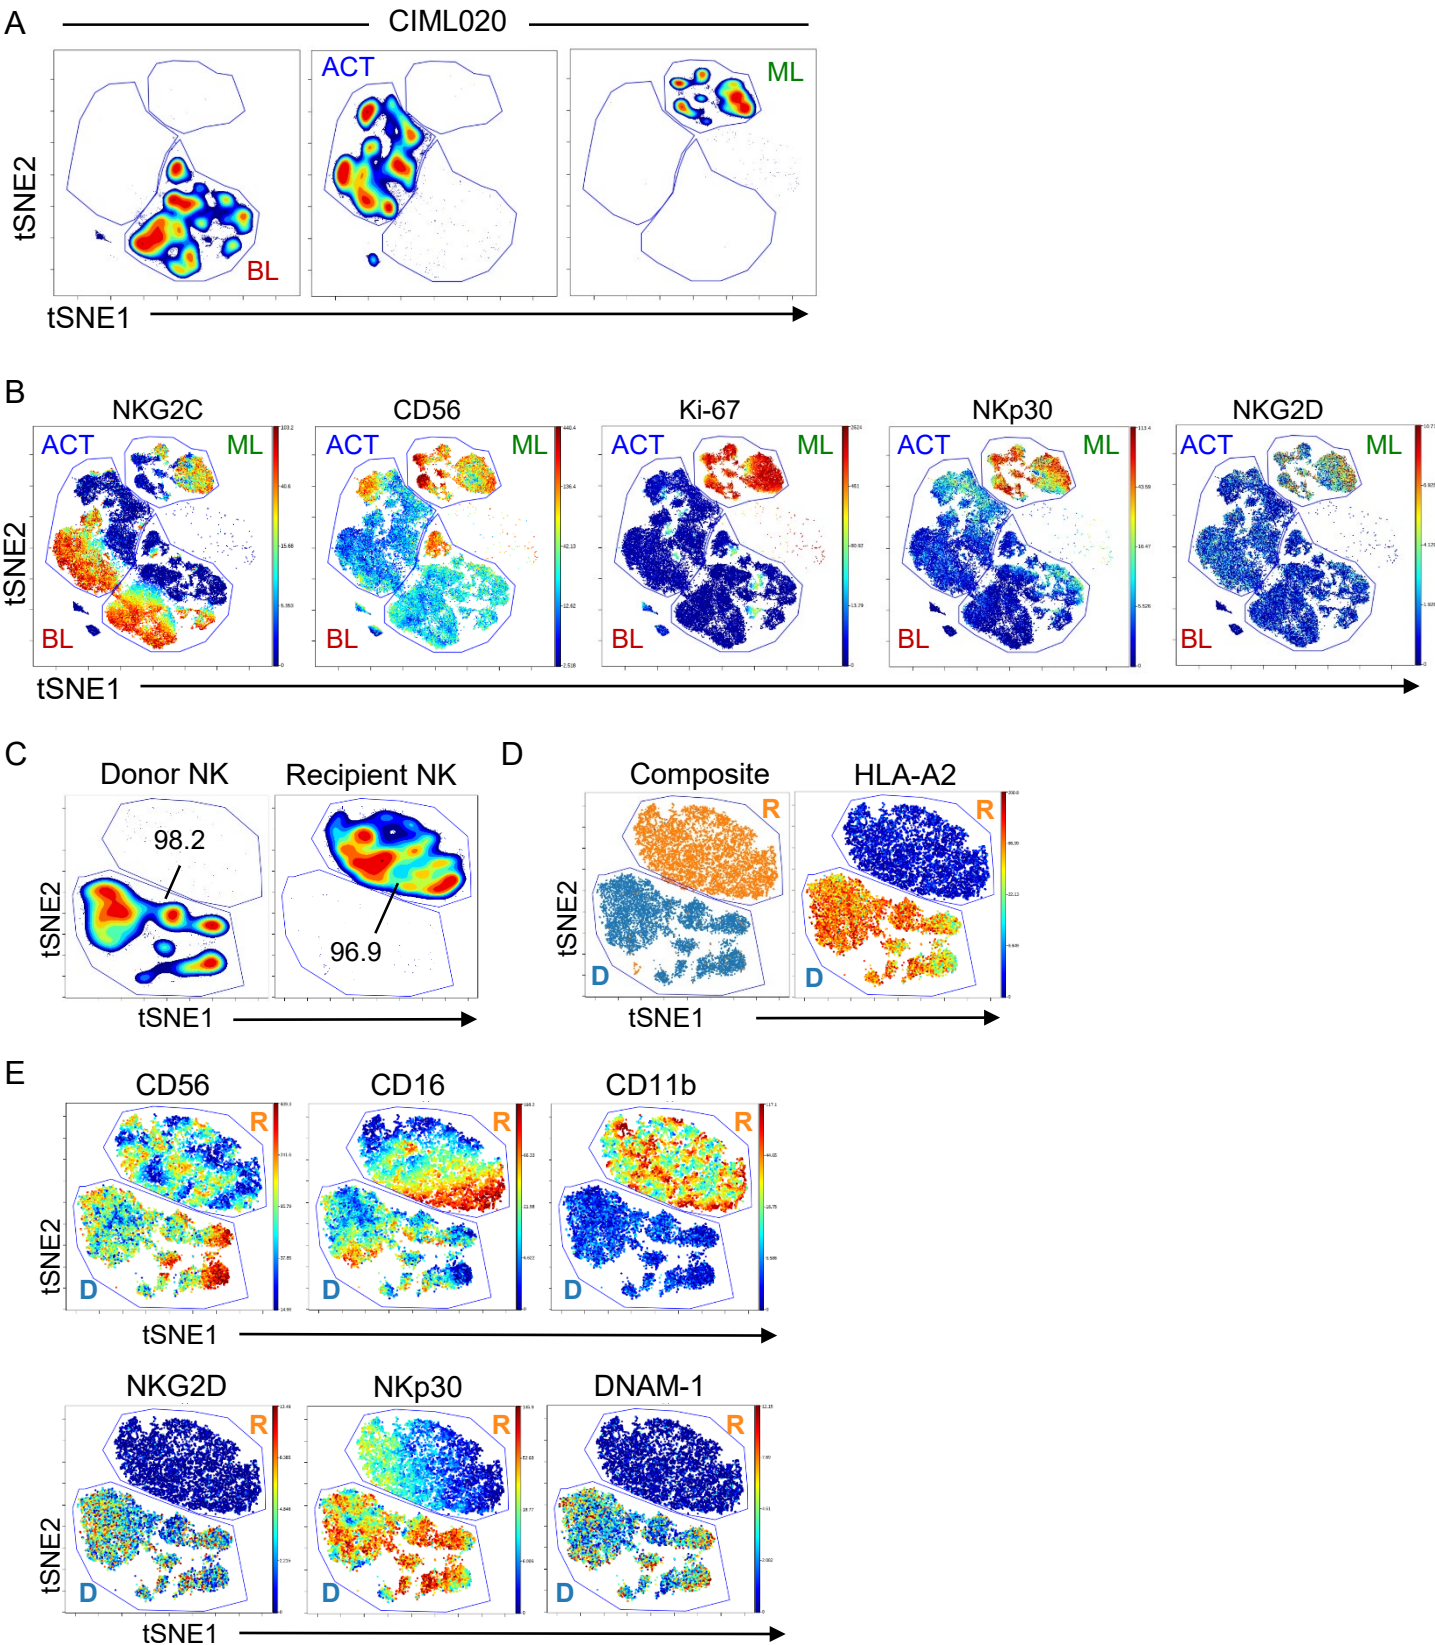 A
CIML020
ACT
ML
BL
tSNE2
tSNE1
B
NKG2C
CD56
Ki-67
NKp30
NKG2D
ACT
ML
ACT
ML
ACT
ML
ACT
ML
ACT
ML
BL
BL
BL
BL
BL
tSNE2
tSNE1
C
Donor NK
Recipient NK
98.2
96.9
tSNE2
tSNE1
D
Composite
HLA-A2
R
R
D
D
tSNE2
tSNE1
E
CD56
CD16
CD11b
R
R
R
D
D
D
tSNE2
tSNE1
NKG2D
NKp30
DNAM-1
R
R
R
D
D
D
tSNE2
tSNE1